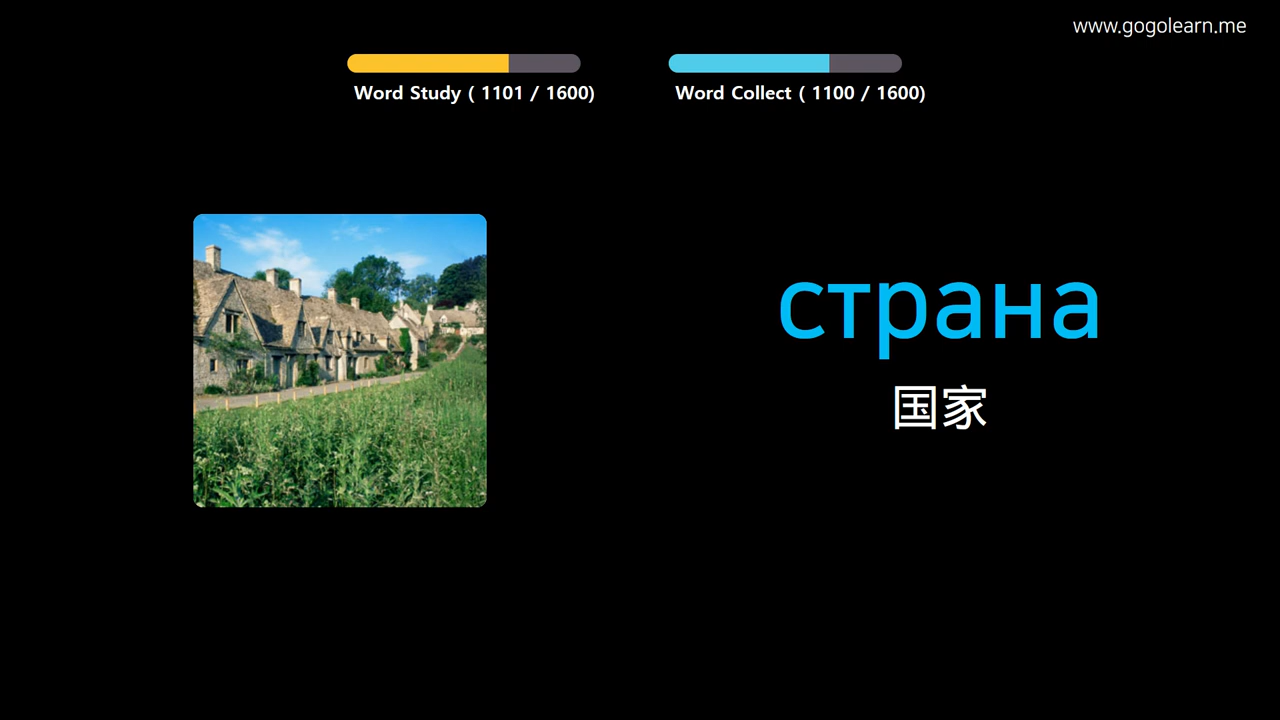 www.gogolearn.me
Word Study ( 1101 / 1600)
Word Collect ( 1100 / 1600)
страна
国家